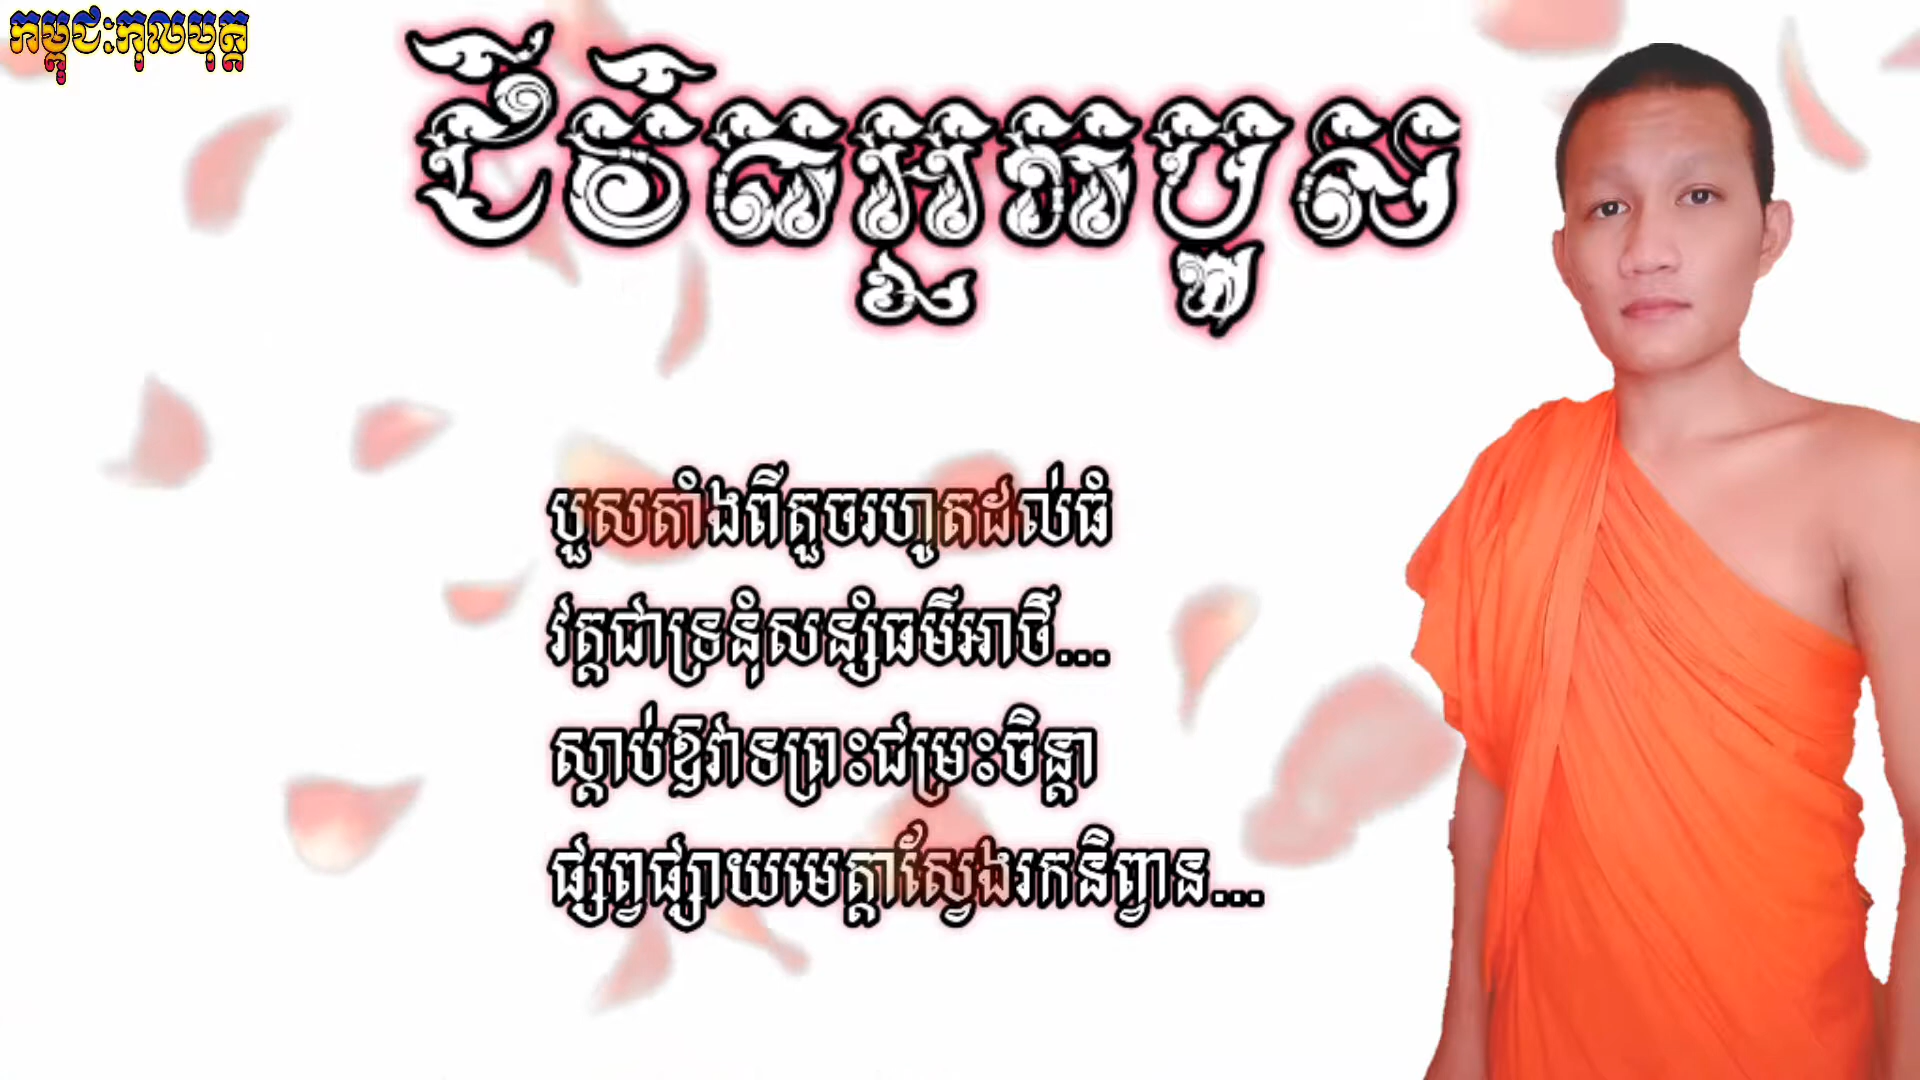 កម្ពុជៈកុលបុត្ត
ជីវិតអ្នកបួស
បួសតាំងពីតូចរហូតដល់ធំ
វត្តជាទ្រនុំសន្សំធម៌អាថ៌...
ស្តាប់ឱវាទព្រះជម្រះចិន្តា
ផ្សព្វផ្សាយមេត្តាស្វែងរកនិព្វាន...